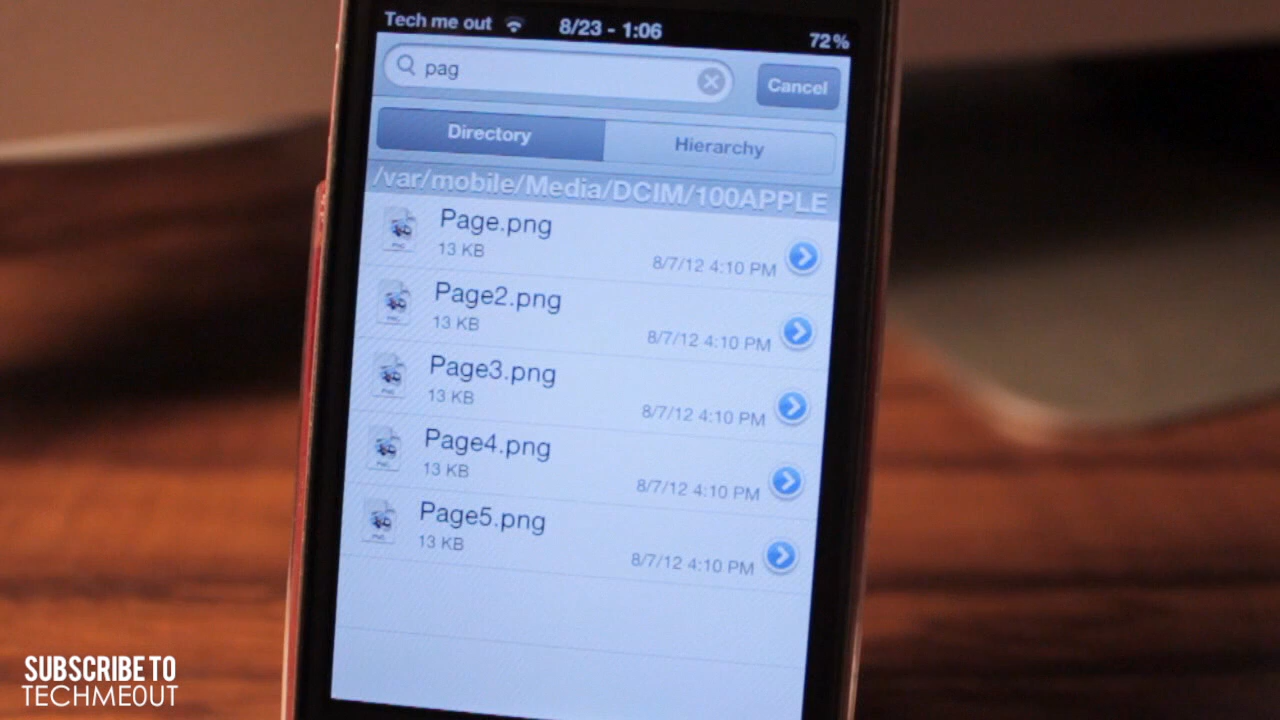 Tech me out 8/23 - 1:06 72%
pag
Cancel
Directory Hierarchy
/var/mobile/Media/DCIM/100APPLE
Page.png
13 KB 8/7/12 4:10 PM
Page2.png
13 KB 8/7/12 4:10 PM
Page3.png
13 KB 8/7/12 4:10 PM
Page4.png
13 KB 8/7/12 4:10 PM
Page5.png
13 KB 8/7/12 4:10 PM
SUBSCRIBE TO
TECHMEOUT